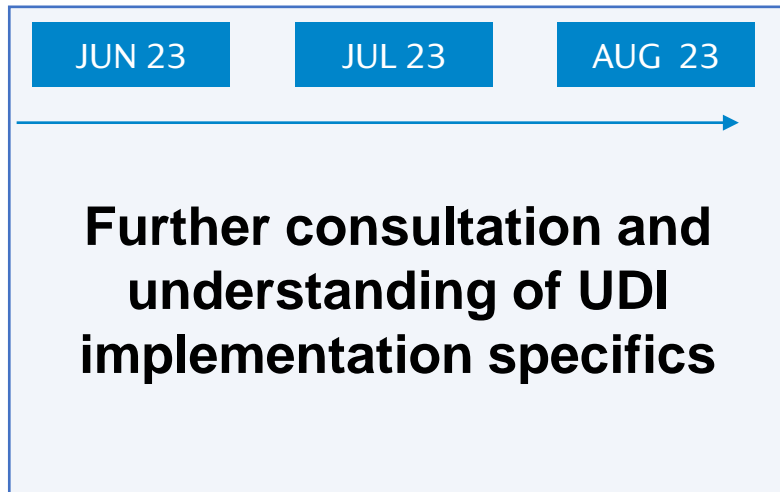 JUN 23
JUL 23
AUG 23
Further consultation and
understanding of UDI
implementation specifics